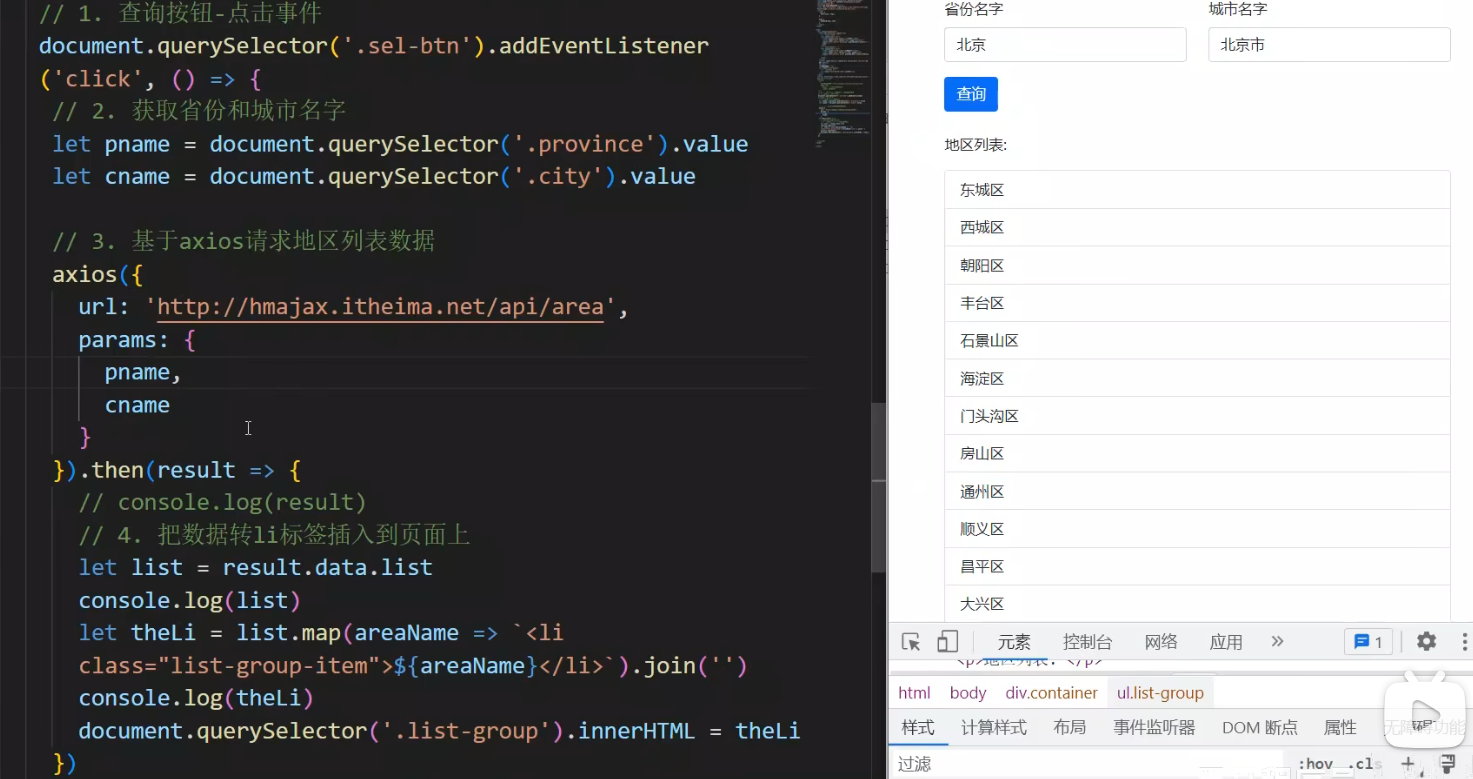 // 1. 查询按钮-点击事件
document.querySelector('.sel-btn').addEventListener
('click', () => {
// 2. 获取省份和城市名字
let pname = document.querySelector('.province').value
let cname = document.querySelector('.city').value
// 3. 基于axios请求地区列表数据
axios({
url: 'http://hmajax.itheima.net/api/area',
params: {
pname,
cname
}
}).then(result => {
// console.log(result)
// 4. 把数据转li标签插入到页面上
let list = result.data.list
console.log(list)
let theLi = list.map(areaName => `<li
class="list-group-item">${areaName}</li>`).join('')
console.log(theLi)
document.querySelector('.list-group').innerHTML = theLi
})
省份名字 城市名字
北京 北京市
查询
地区列表:
东城区
西城区
朝阳区
丰台区
石景山区
海淀区
门头沟区
房山区
通州区
顺义区
昌平区
大兴区
元素 控制台 网络 应用 » 1
<p>地区列表: </p>
html body div.container ul.list-group
样式 计算样式 布局 事件监听器 DOM 断点 属性 无障碍功能
过滤 :hov .cls +